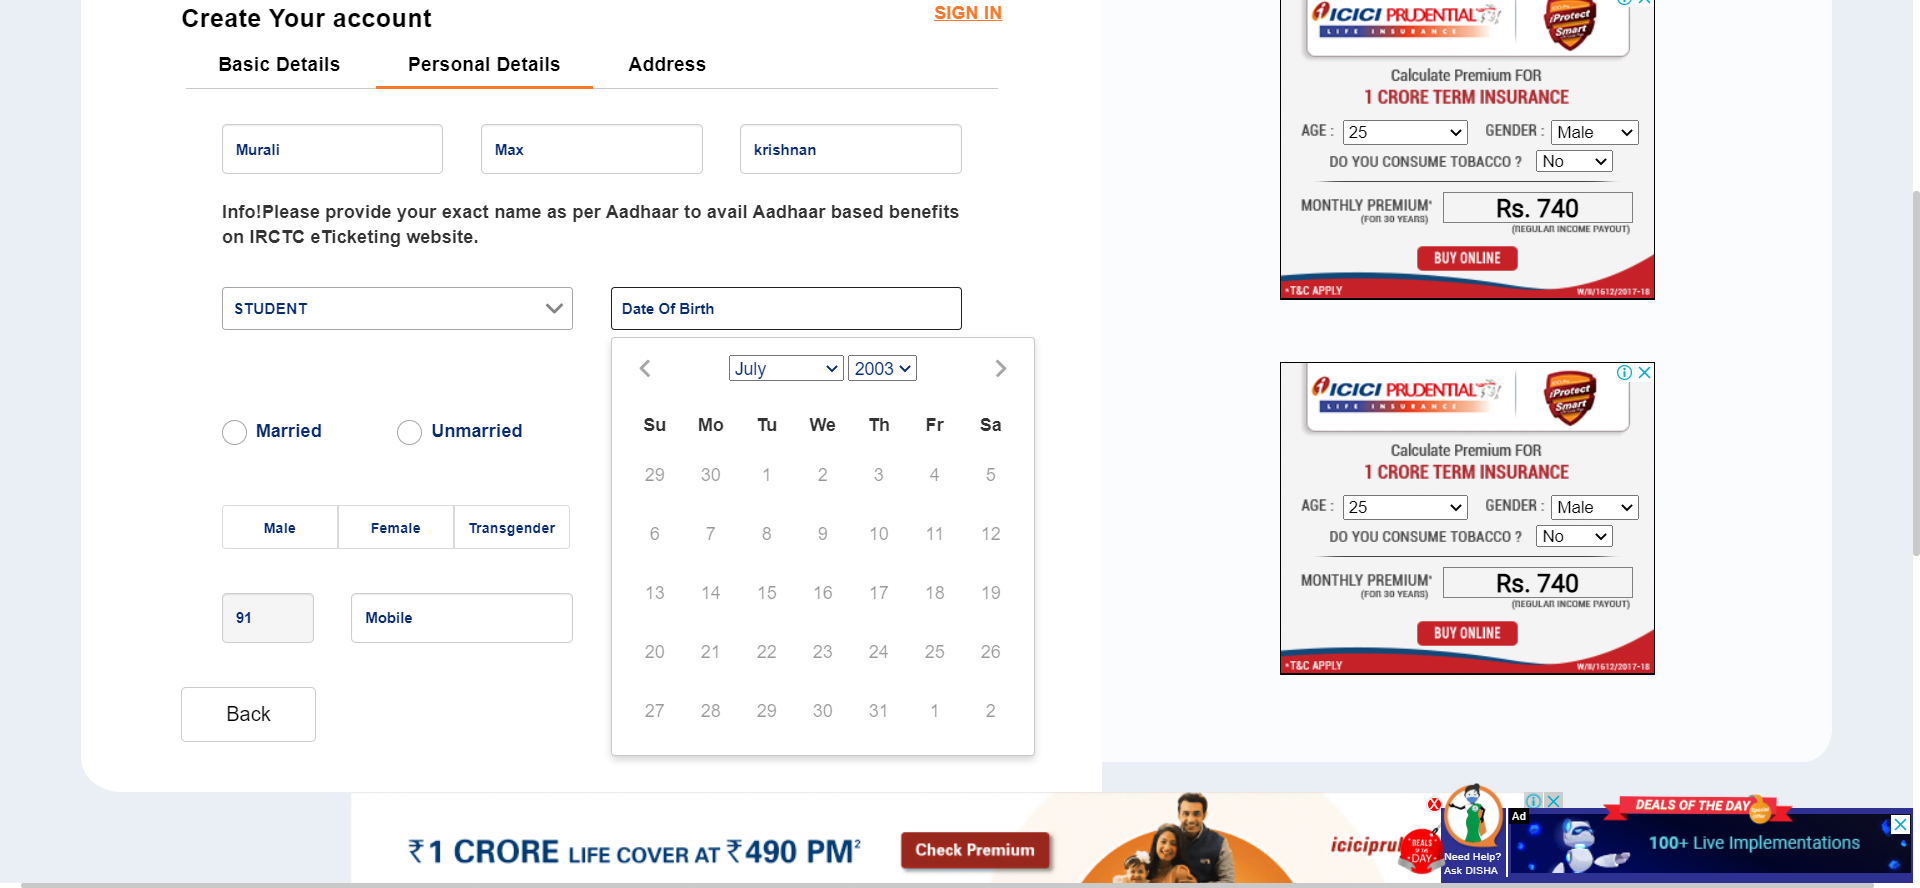 Create Your account
SIGN IN
Basic Details
Personal Details
Address
Murali
Max
krishnan
Info!Please provide your exact name as per Aadhaar to avail Aadhaar based benefits
on IRCTC eTicketing website.
STUDENT
Date Of Birth
July
2003
Su Mo Tu We Th Fr Sa
29 30 1 2 3 4 5
6 7 8 9 10 11 12
13 14 15 16 17 18 19
20 21 22 23 24 25 26
27 28 29 30 31 1 2
Married
Unmarried
Male
Female
Transgender
91
Mobile
Back
ICICI PRUDENTIAL
LIFE INSURANCE
iProtect
Smart
Calculate Premium FOR
1 CRORE TERM INSURANCE
AGE : 25
GENDER : Male
DO YOU CONSUME TOBACCO ? No
MONTHLY PREMIUM*
(FOR 30 YEARS)
Rs. 740
(REGULAR INCOME PAYOUT)
BUY ONLINE
*T&C APPLY
W/II/1612/2017-18
ICICI PRUDENTIAL
LIFE INSURANCE
iProtect
Smart
Calculate Premium FOR
1 CRORE TERM INSURANCE
AGE : 25
GENDER : Male
DO YOU CONSUME TOBACCO ? No
MONTHLY PREMIUM*
(FOR 30 YEARS)
Rs. 740
(REGULAR INCOME PAYOUT)
BUY ONLINE
*T&C APPLY
W/II/1612/2017-18
₹1 CRORE LIFE COVER AT ₹490 PM²
Check Premium
icicipru
DEALS
OF THE
DAY
X
Need Help?
Ask DISHA
Ad
DEALS OF THE DAY
100+ Live Implementations